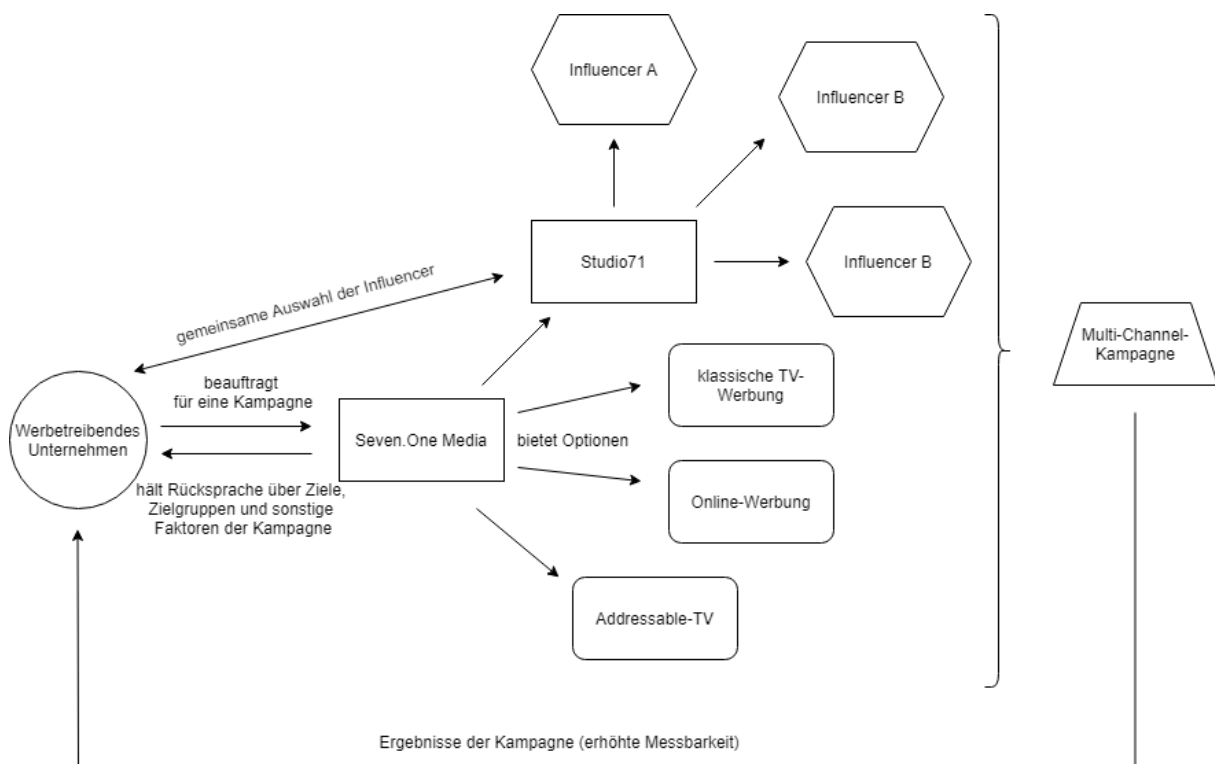 Influencer A
Influencer B
Studio71
Influencer B
gemeinsame Auswahl der Influencer
Multi-Channel-
Kampagne
klassische TV-
Werbung
beauftragt
für eine Kampagne
Werbetreibendes
Unternehmen
Seven.One Media
bietet Optionen
hält Rücksprache über Ziele,
Zielgruppen und sonstige
Faktoren der Kampagne
Online-Werbung
Addressable-TV
Ergebnisse der Kampagne (erhöhte Messbarkeit)